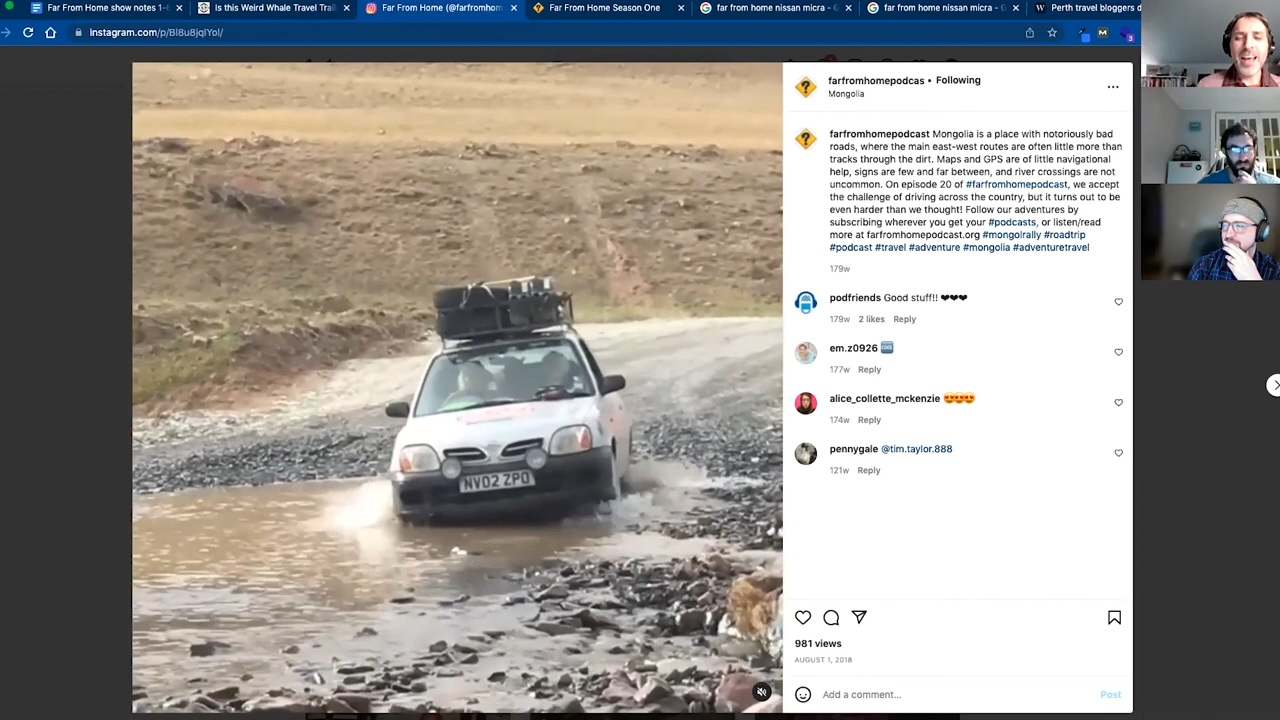 Far From Home show notes 1-6
Is this Weird Whale Travel Trail
Far From Home (@farfromhom
Far From Home Season One
far from home nissan micra - G
far from home nissan micra - G
Perth travel bloggers d
instagram.com/p/Bl8u8jqlYol/
farfromhomepodcas • Following
Mongolia
farfromhomepodcast Mongolia is a place with notoriously bad
roads, where the main east-west routes are often little more than
tracks through the dirt. Maps and GPS are of little navigational
help, signs are few and far between, and river crossings are not
uncommon. On episode 20 of #farfromhomepodcast, we accept
the challenge of driving across the country, but it turns out to be
even harder than we thought! Follow our adventures by
subscribing wherever you get your #podcasts, or listen/read
more at farfromhomepodcast.org #mongolrally #roadtrip
#podcast #travel #adventure #mongolia #adventuretravel
179w
podfriends Good stuff!! ❤❤❤
179w 2 likes Reply
em.z0926 🆒
177w Reply
alice_collette_mckenzie 😍😍😍
174w Reply
pennygale @tim.taylor.888
121w Reply
NV02 ZPO
981 views
AUGUST 1, 2018
Add a comment...
Post